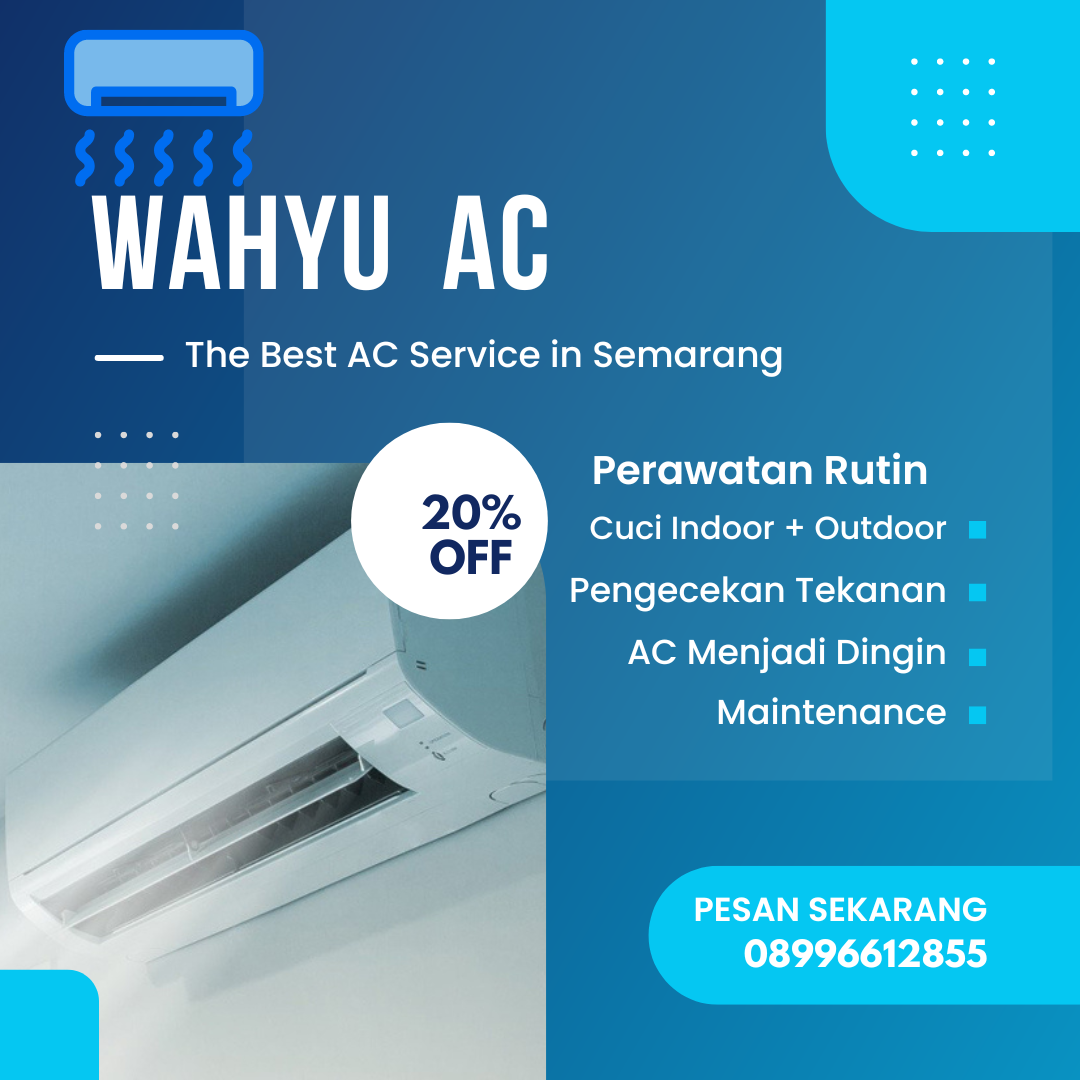 WAHYU AC
The Best AC Service in Semarang
20%
OFF
Perawatan Rutin
Cuci Indoor + Outdoor
Pengecekan Tekanan
AC Menjadi Dingin
Maintenance
PESAN SEKARANG
08996612855